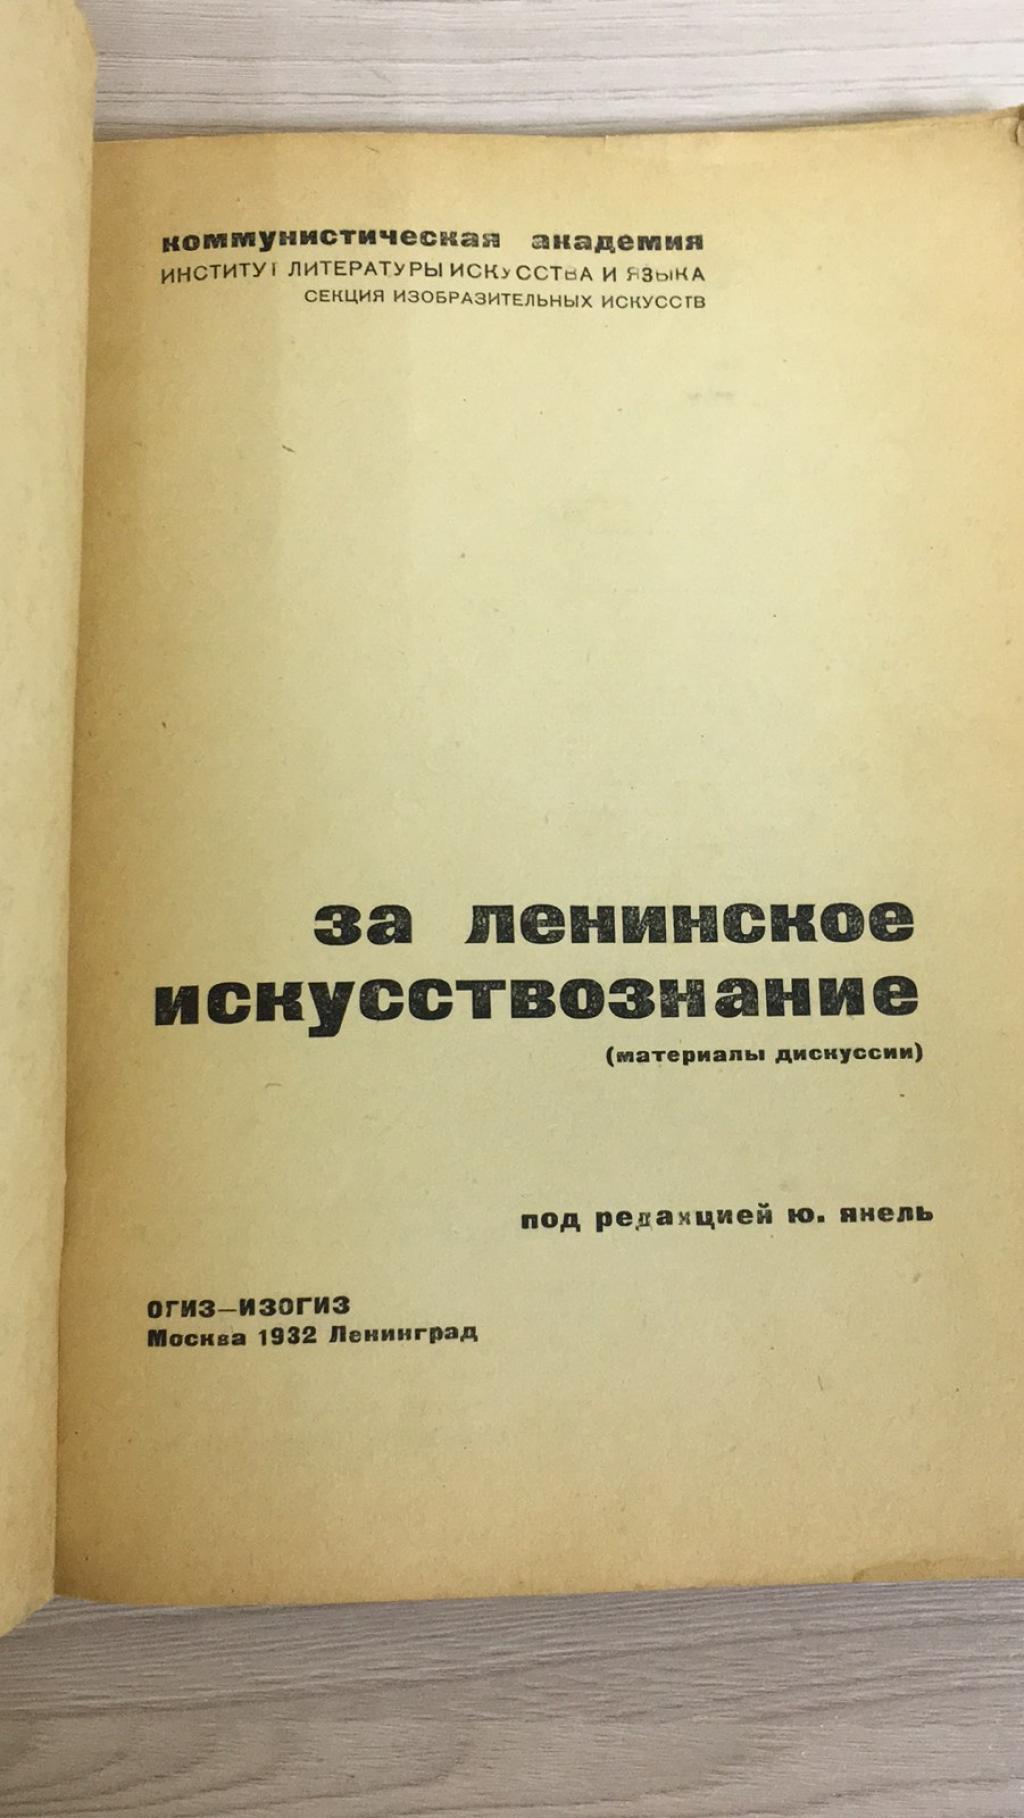 коммунистическая академия
ИНСТИТУТ ЛИТЕРАТУРЫ ИСКУССТВА И ЯЗЫКА
СЕКЦИЯ ИЗОБРАЗИТЕЛЬНЫХ ИСКУССТВ
за ленинское
искусствознание
(материалы дискуссии)
под редакцией ю. янель
ОГИЗ—ИЗОГИЗ
Москва 1932 Ленинград